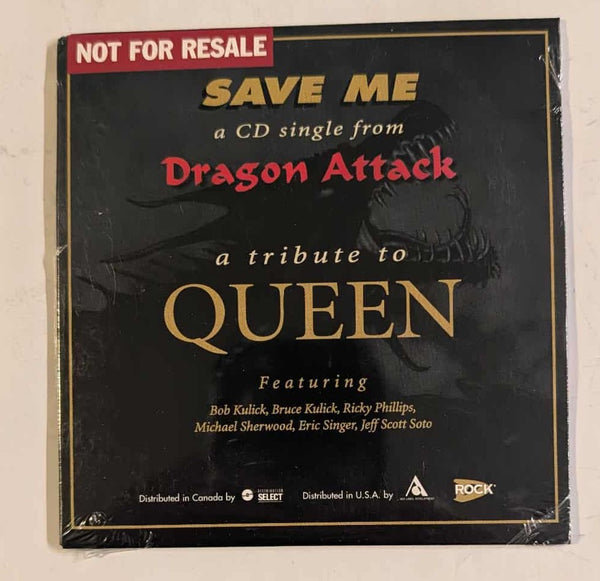 NOT FOR RESALE
SAVE ME
a CD single from
Dragon Attack
a tribute to
QUEEN
Featuring
Bob Kulick, Bruce Kulick, Ricky Phillips,
Michael Sherwood, Eric Singer, Jeff Scott Soto
Distributed in Canada by DISTRIBUTION SELECT Distributed in U.S.A. by ROCK